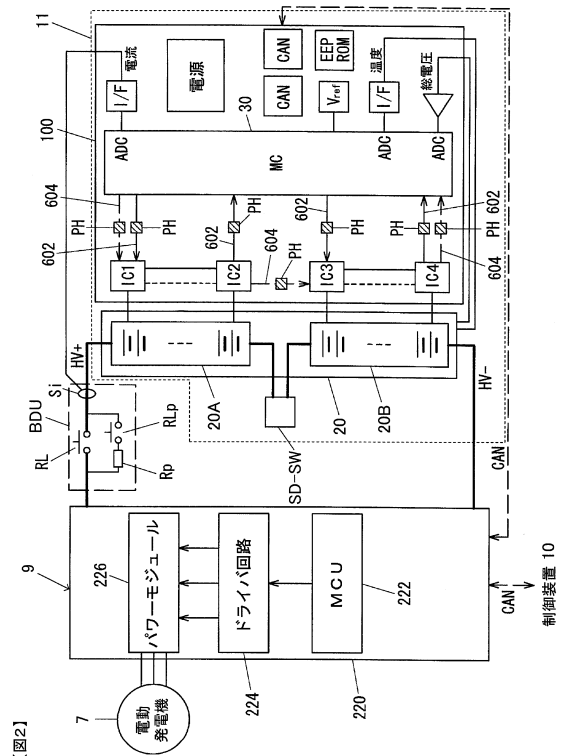 【図2】
11
100
電流
I/F
電源
CAN
CAN
EEP
ROM
Vref
温度
I/F
総電圧
30
ADC
MC
ADC
ADC
604
PH
PH
602
602
PH
604
PH
602
PH
PH
602
PH
604
IC1
IC2
IC3
IC4
HV+
Si
BDU
RL
RLp
Rp
20A
SD-SW
20
20B
HV-
CAN
9
パワーモジュール
226
ドライバ回路
224
MCU
222
220
7
電動
発電機
CAN
制御装置 10